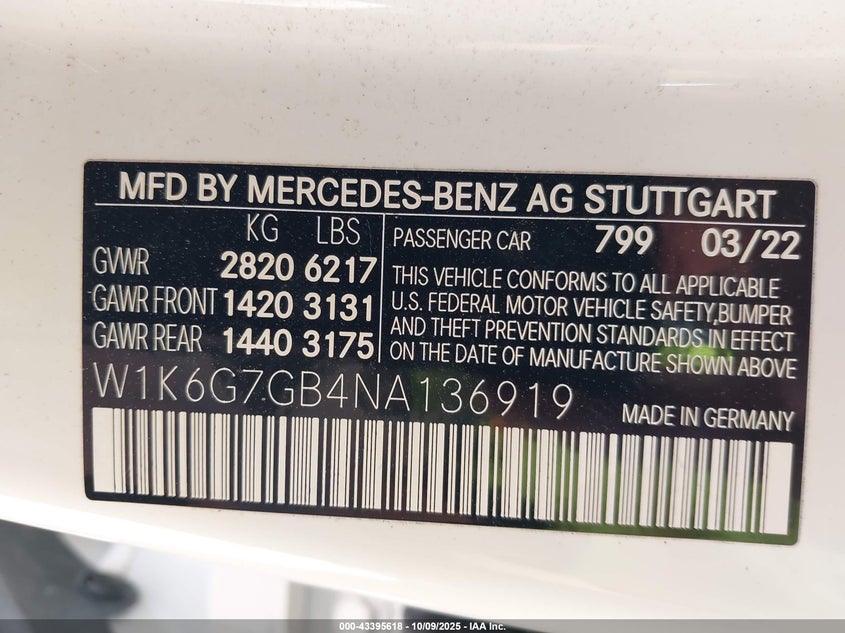 MFD BY MERCEDES-BENZ AG STUTTGART
KG LBS
GVWR 2820 6217
GAWR FRONT 1420 3131
GAWR REAR 1440 3175
PASSENGER CAR 799 03/22
THIS VEHICLE CONFORMS TO ALL APPLICABLE
U.S. FEDERAL MOTOR VEHICLE SAFETY,BUMPER
AND THEFT PREVENTION STANDARDS IN EFFECT
ON THE DATE OF MANUFACTURE SHOWN ABOVE
W1K6G7GB4NA136919
MADE IN GERMANY
000-43395618 - 10/09/2025 - IAA Inc.